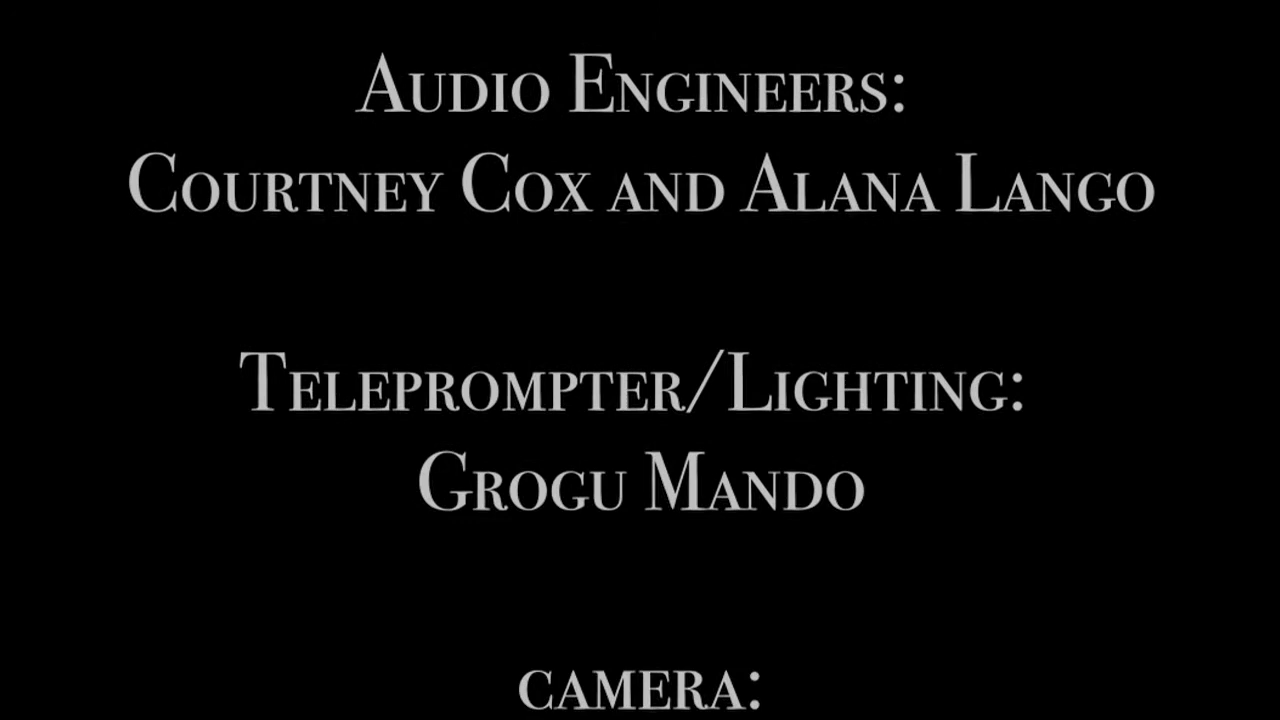 Audio Engineers:
Courtney Cox and Alana Lango
Teleprompter/Lighting:
Grogu Mando
camera: